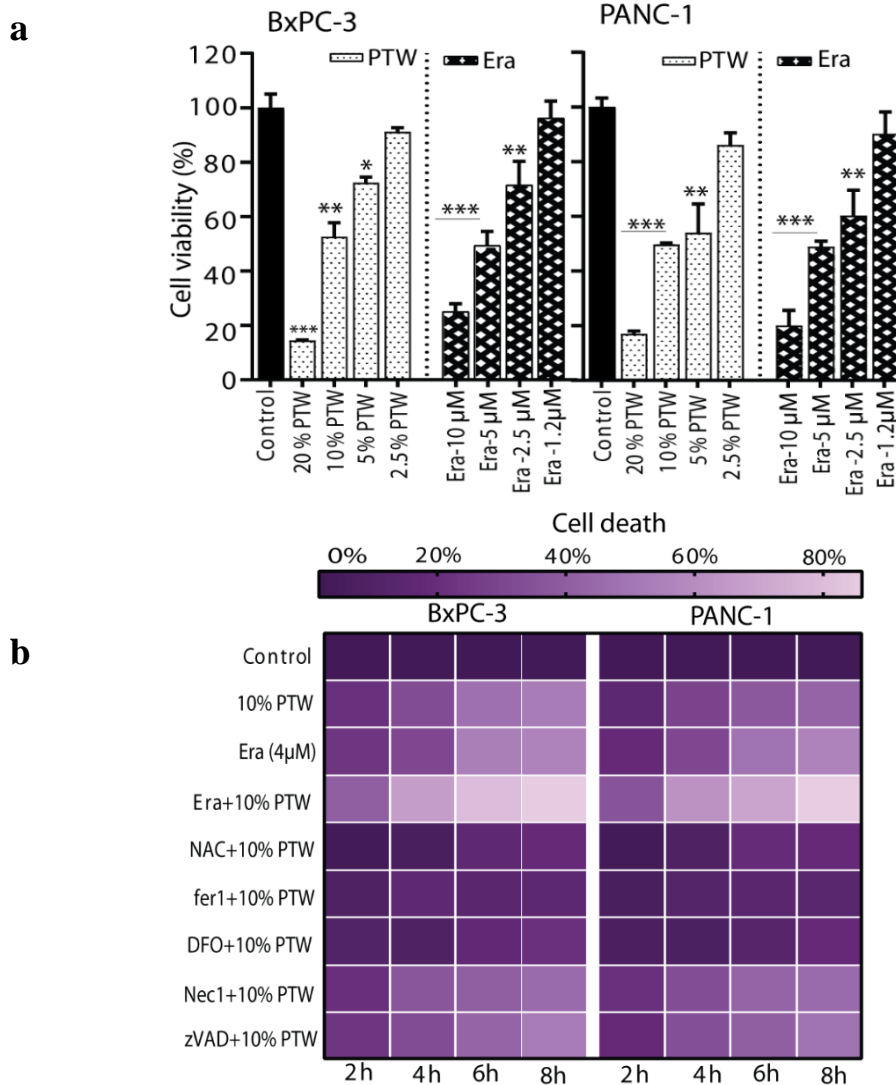 a
BxPC-3
PANC-1
PTW
Era
PTW
Era
Cell viability (%)
120
100
80
60
40
20
0
***
**
*
***
**
***
**
***
**
Control
20 % PTW
10% PTW
5% PTW
2.5% PTW
Era-10 µM
Era-5 µM
Era -2.5 µM
Era -1.2µM
Control
20 % PTW
10% PTW
5% PTW
2.5% PTW
Era-10 µM
Era-5 µM
Era -2.5 µM
Era -1.2µM
Cell death
0% 20% 40% 60% 80%
b
BxPC-3 PANC-1
Control
10% PTW
Era (4µM)
Era+10% PTW
NAC+10% PTW
fer1+10% PTW
DFO+10% PTW
Nec1+10% PTW
zVAD+10% PTW
2h 4h 6h 8h 2h 4h 6h 8h